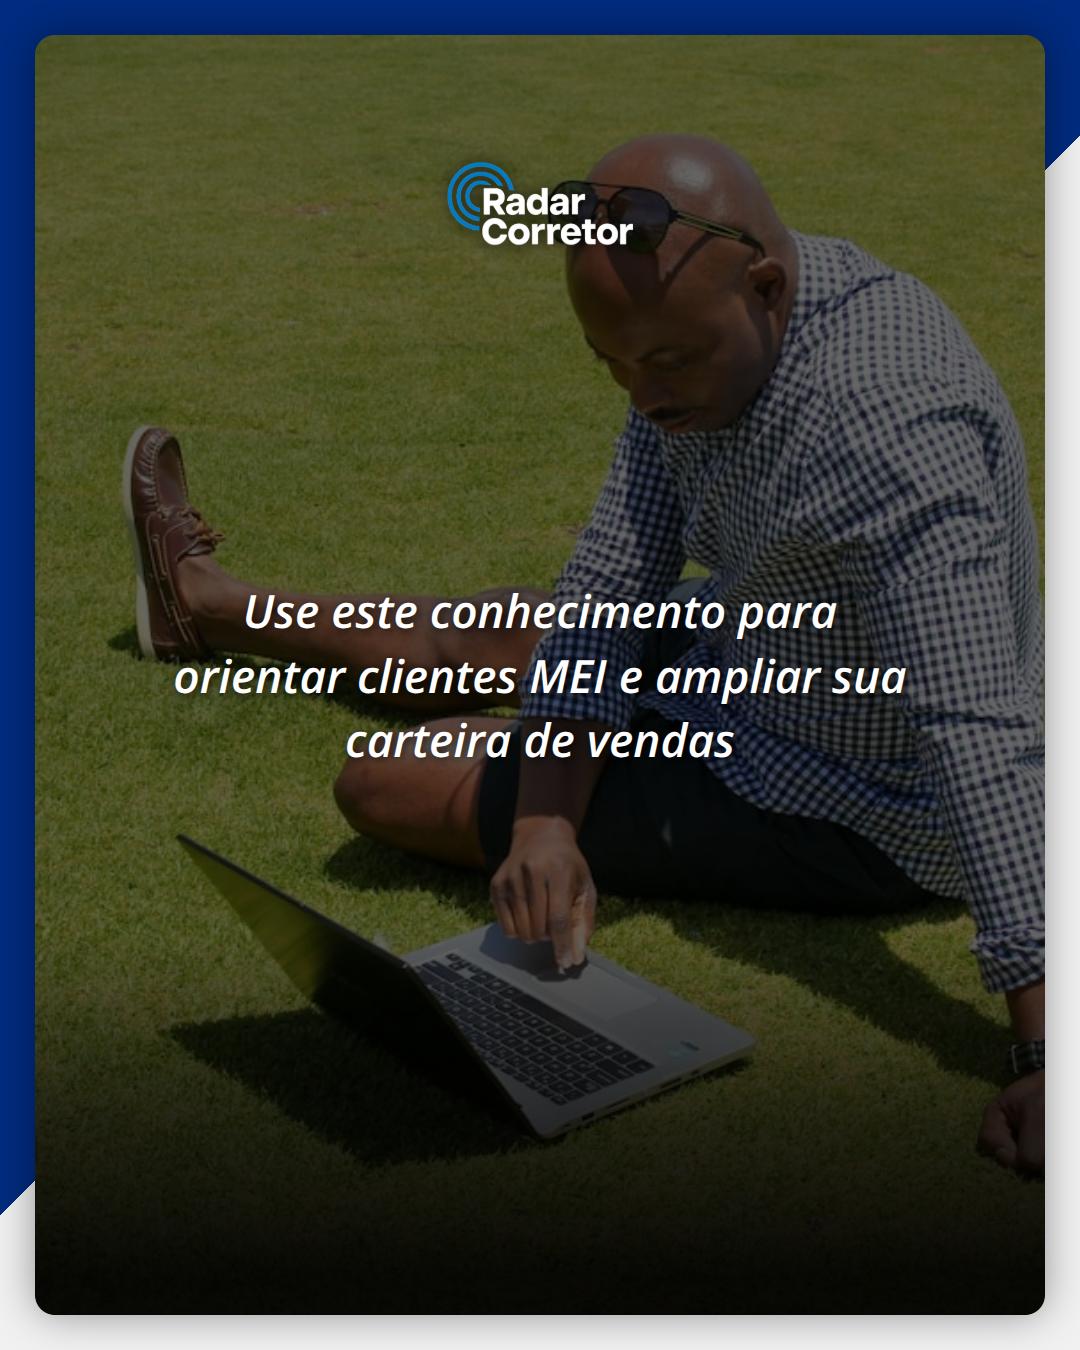 Radar
Corretor
Use este conhecimento para
orientar clientes MEI e ampliar sua
carteira de vendas